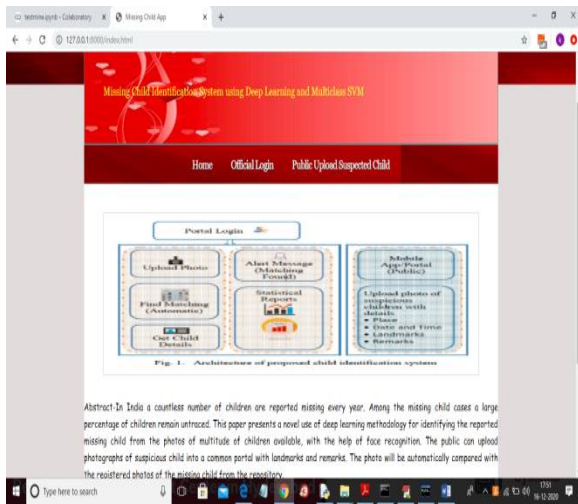 testmine.ipynb - Colaboratory
Missing Child App
127.0.0.1:8000/index.html
Missing Child Identification System using Deep Learning and Multiclass SVM
Home Official Login Public Upload Suspected Child
Portal Login
Upload Photo
Find Matching
(Automatic)
Get Child
Details
Alert Message
(Matching
Found)
Statistical
Reports
Mobile
App/Portal
(Public)
Upload photo of
suspicious
children with
details
• Place
• Date and Time
• Landmarks
• Remarks
Fig. 1. Architecture of proposed child identification system
Abstract-In India a countless number of children are reported missing every year. Among the missing child cases a large
percentage of children remain untraced. This paper presents a novel use of deep learning methodology for identifying the reported
missing child from the photos of multitude of children available, with the help of face recognition. The public can upload
photographs of suspicious child into a common portal with landmarks and remarks. The photo will be automatically compared with
the registered photos of the missing child from the repository.
Type here to search
1751
16-12-2020